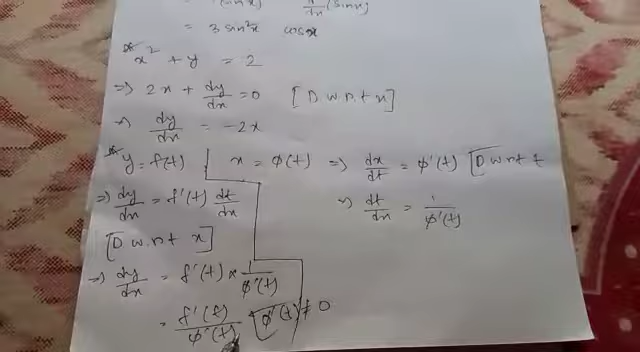 = 3 sin²x cosx
* x² + y = 2
⇒ 2x + dy/dx = 0 [D.w.r.t x]
⇒ dy/dx = -2x
* y = f(t)
⇒ dy/dx = f'(t) dt/dx
[D.w.r.t x]
⇒ dy/dx = f'(t) x 1/φ'(t)
= f'(t)/φ'(t) φ'(t) ≠ 0
x = φ(t) ⇒ dx/dt = φ'(t) [D w r t t
⇒ dt/dx = 1/φ'(t)